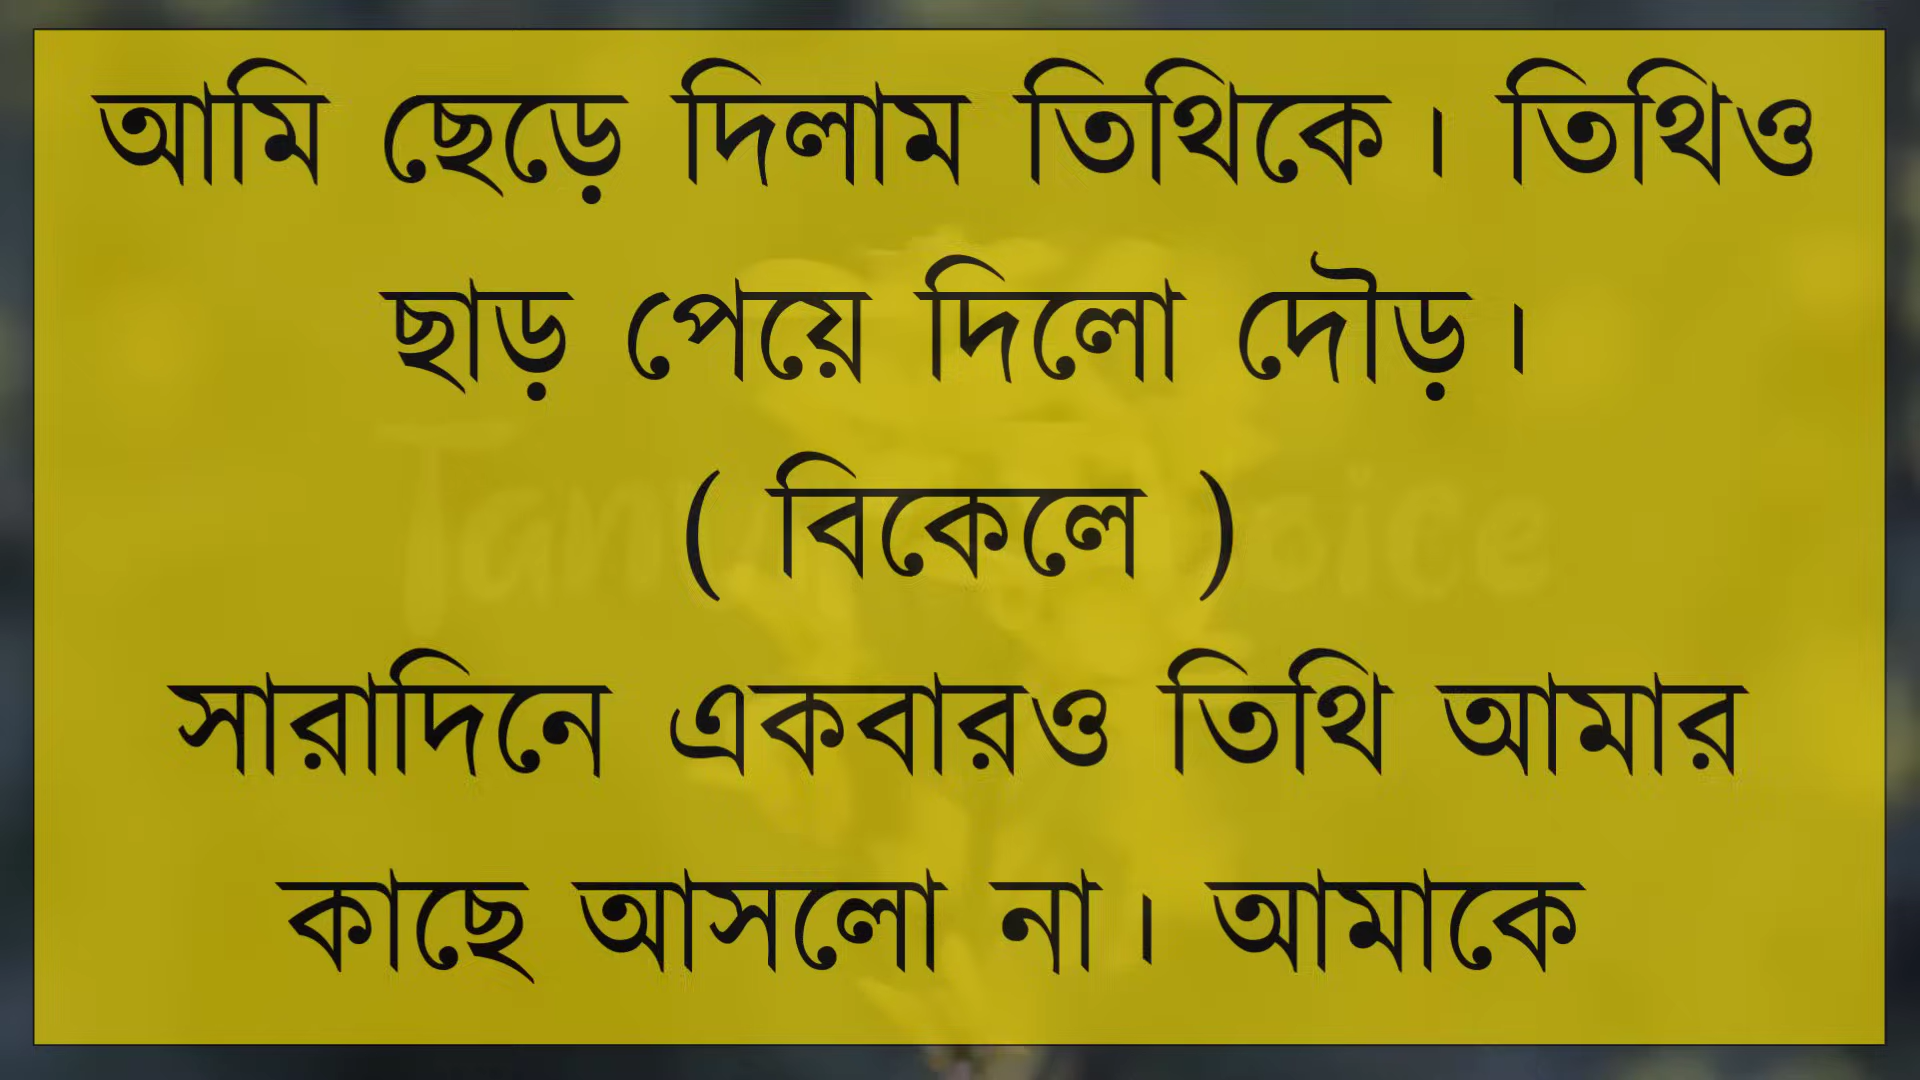 আমি ছেড়ে দিলাম তিথিকে। তিথিও
ছাড় পেয়ে দিলো দৌড়।
( বিকেলে )
সারাদিনে একবারও তিথি আমার
কাছে আসলো না। আমাকে